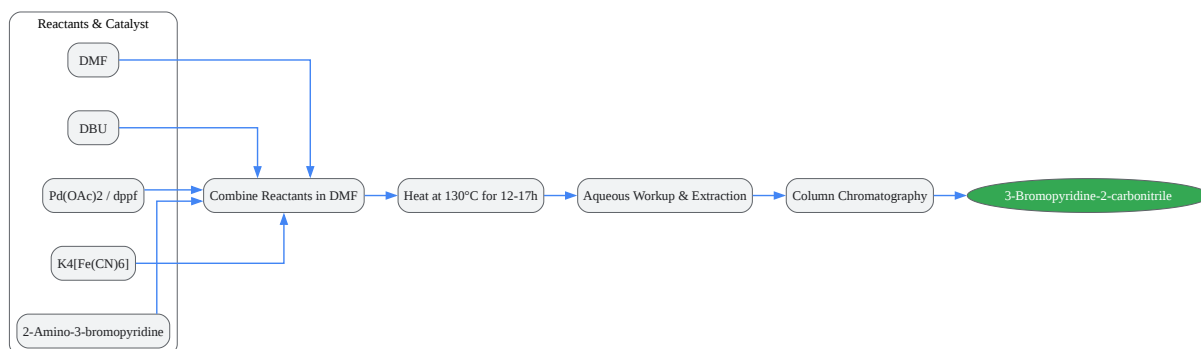 Reactants & Catalyst
DMF
DBU
Pd(OAc)2 / dppf
K4[Fe(CN)6]
2-Amino-3-bromopyridine
Combine Reactants in DMF
Heat at 130°C for 12-17h
Aqueous Workup & Extraction
Column Chromatography
3-Bromopyridine-2-carbonitrile